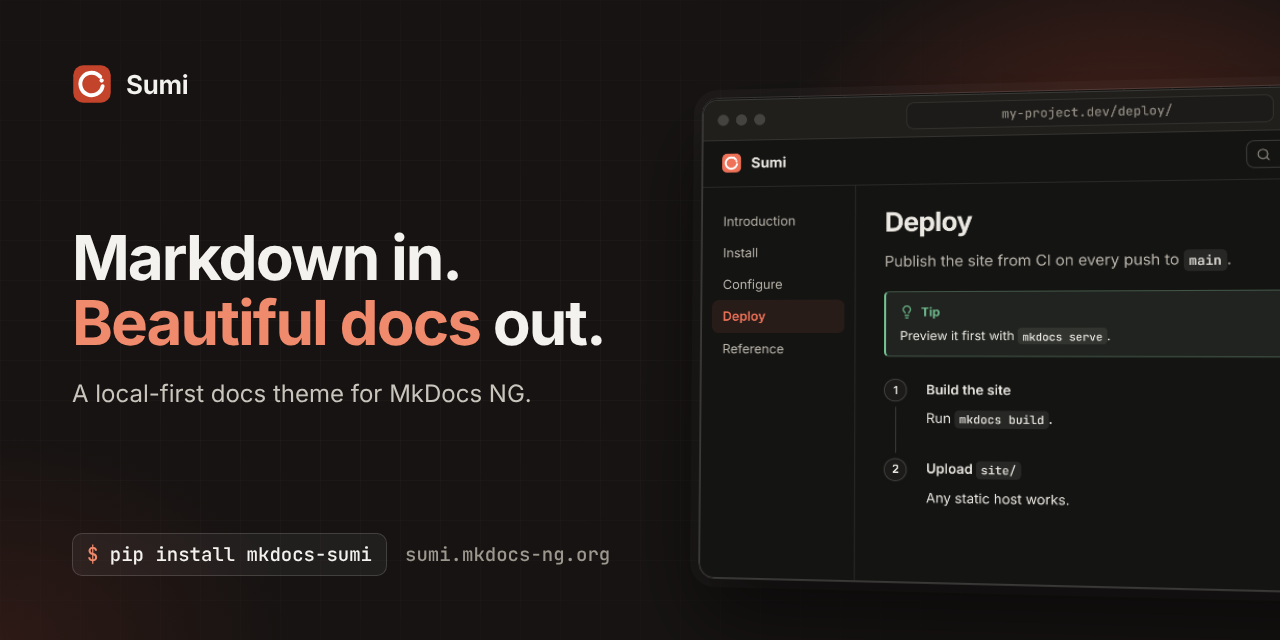 Sumi
Markdown in.
Beautiful docs out.
A local-first docs theme for MkDocs NG.
$ pip install mkdocs-sumi
sumi.mkdocs-ng.org
my-project.dev/deploy/
Sumi
Introduction
Install
Configure
Deploy
Reference
Deploy
Publish the site from CI on every push to main.
Tip
Preview it first with mkdocs serve.
1 Build the site
Run mkdocs build.
2 Upload site/
Any static host works.